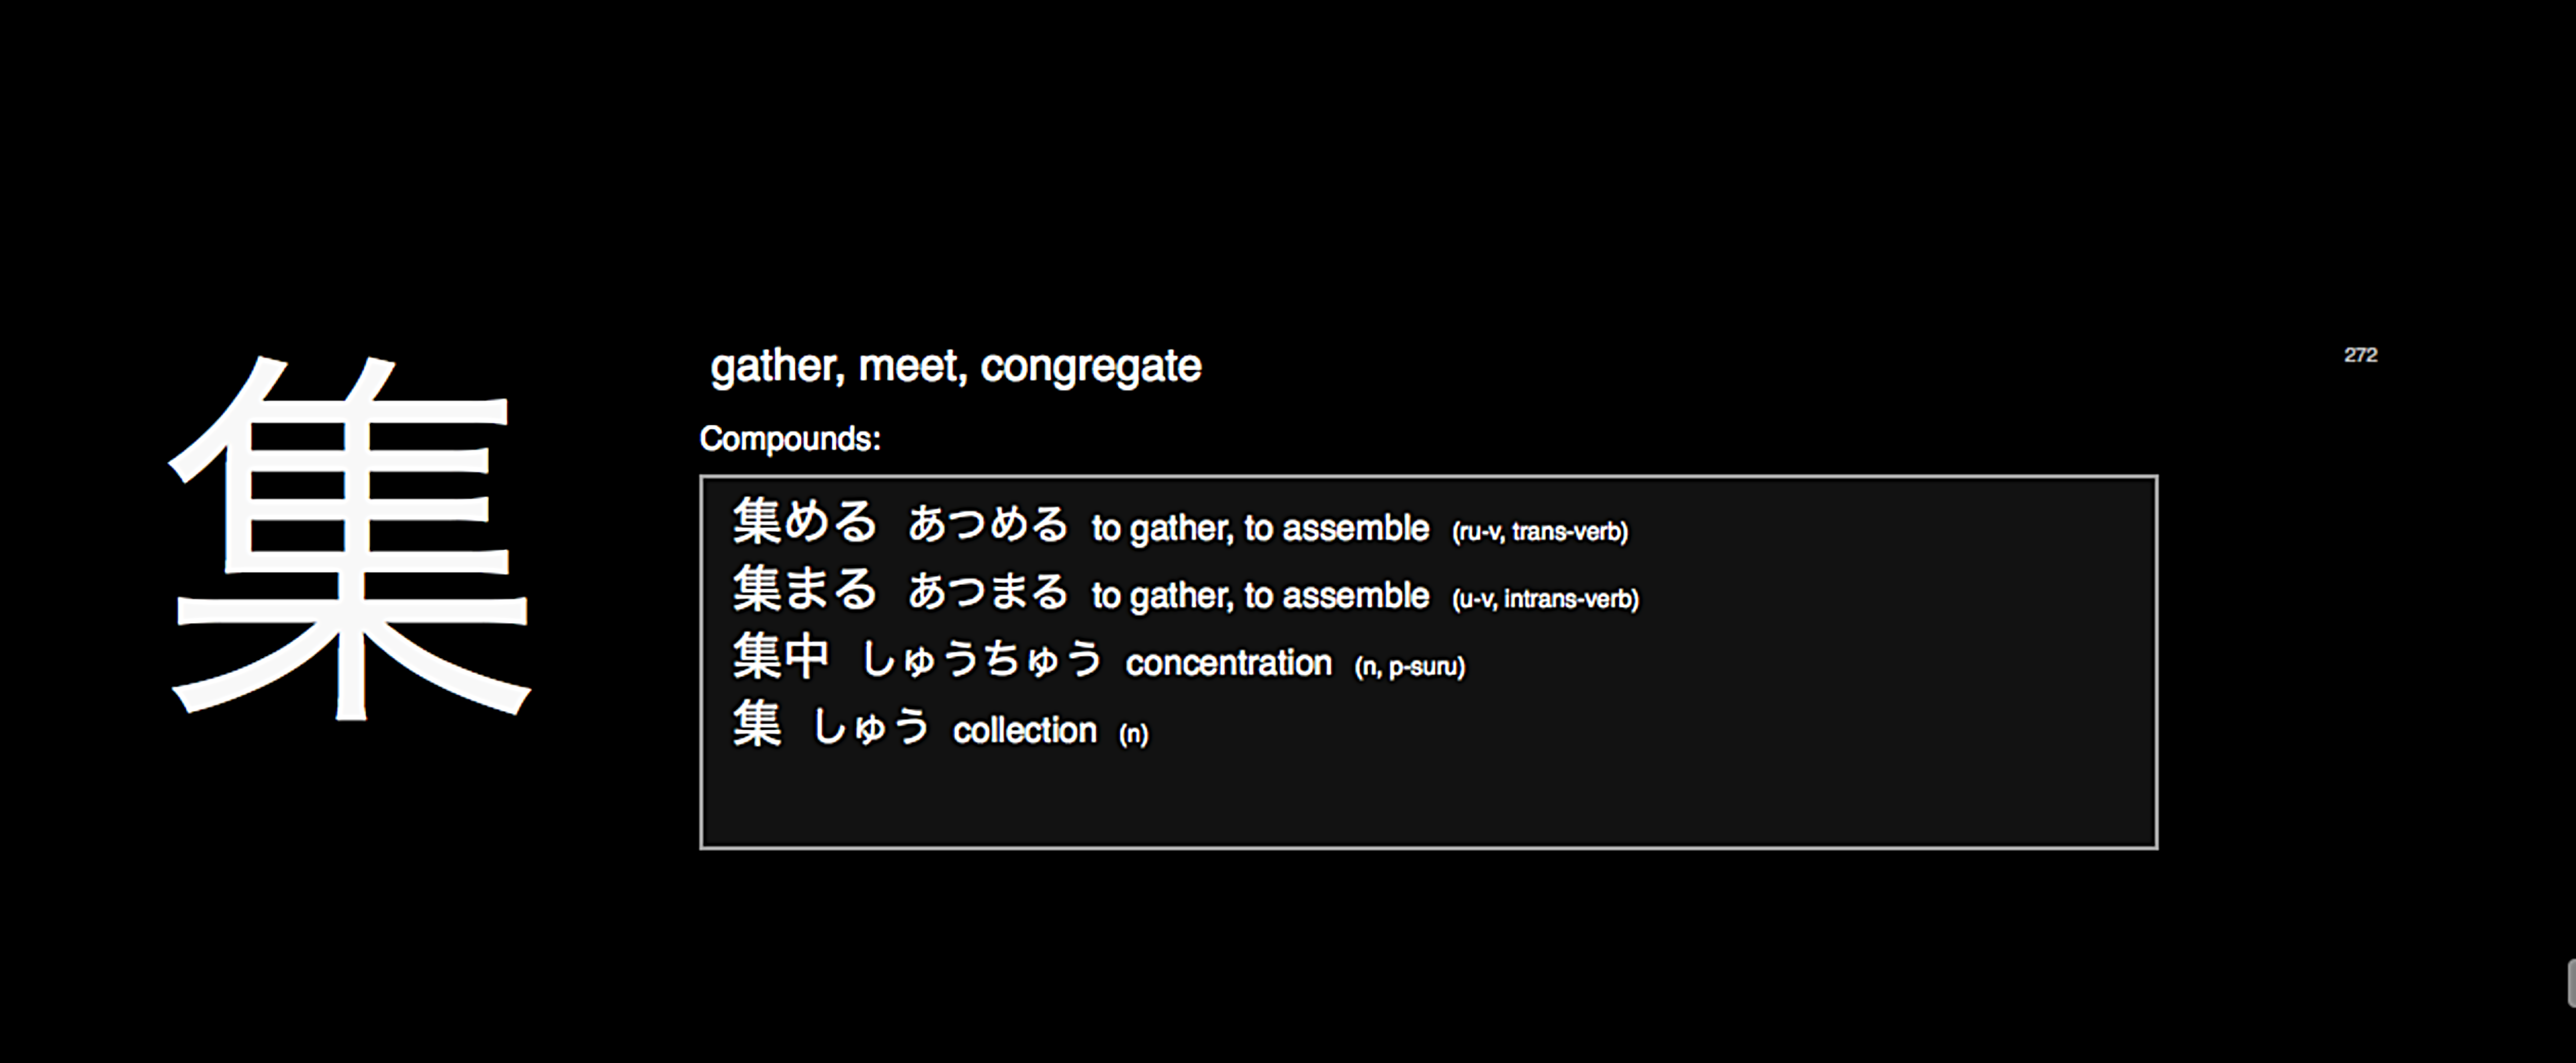 集
gather, meet, congregate
272
Compounds:
集める あつめる to gather, to assemble (ru-v, trans-verb)
集まる あつまる to gather, to assemble (u-v, intrans-verb)
集中 しゅうちゅう concentration (n, p-suru)
集 しゅう collection (n)